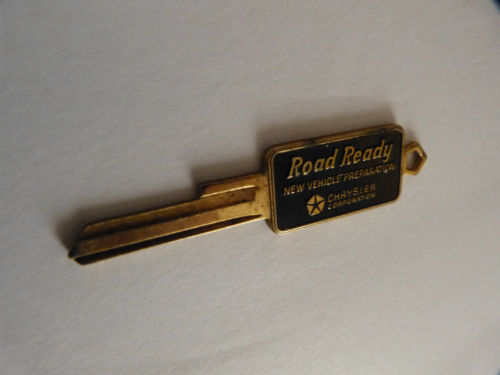 Road Ready
NEW VEHICLE PREPARATION
CHRYSLER
CORPORATION